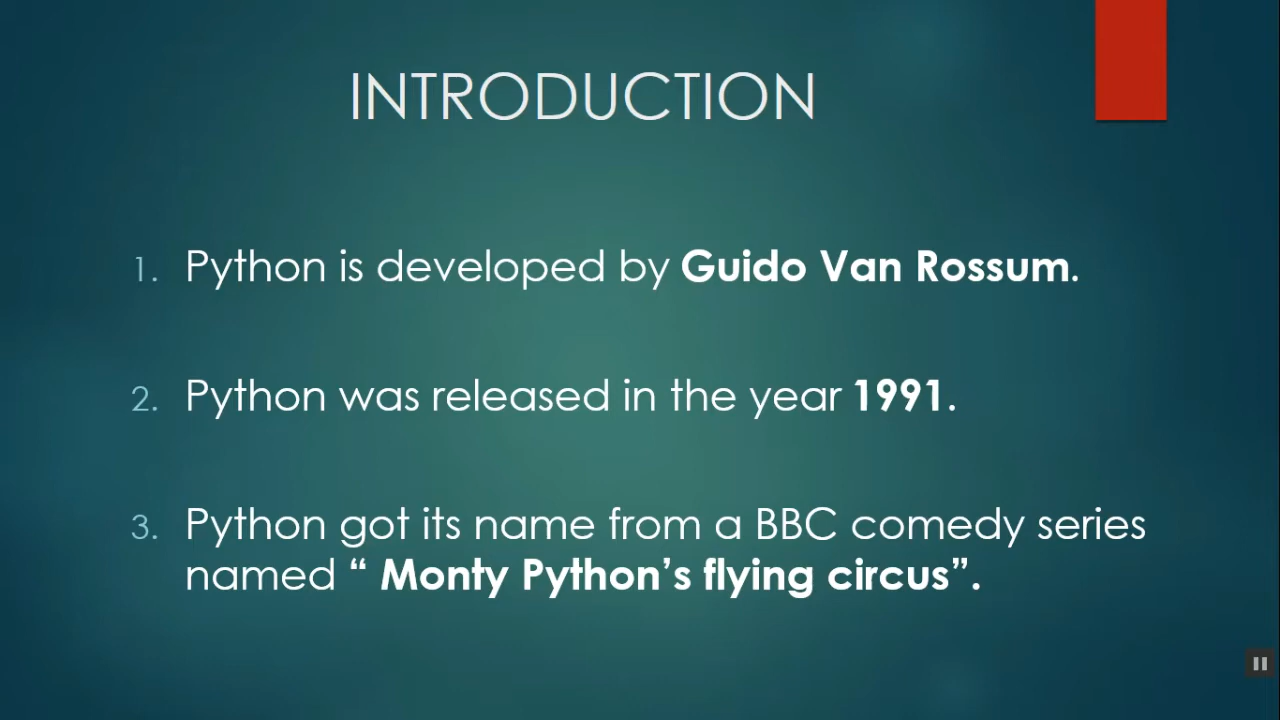 INTRODUCTION
1. Python is developed by Guido Van Rossum.
2. Python was released in the year 1991.
3. Python got its name from a BBC comedy series
named “ Monty Python’s flying circus”.